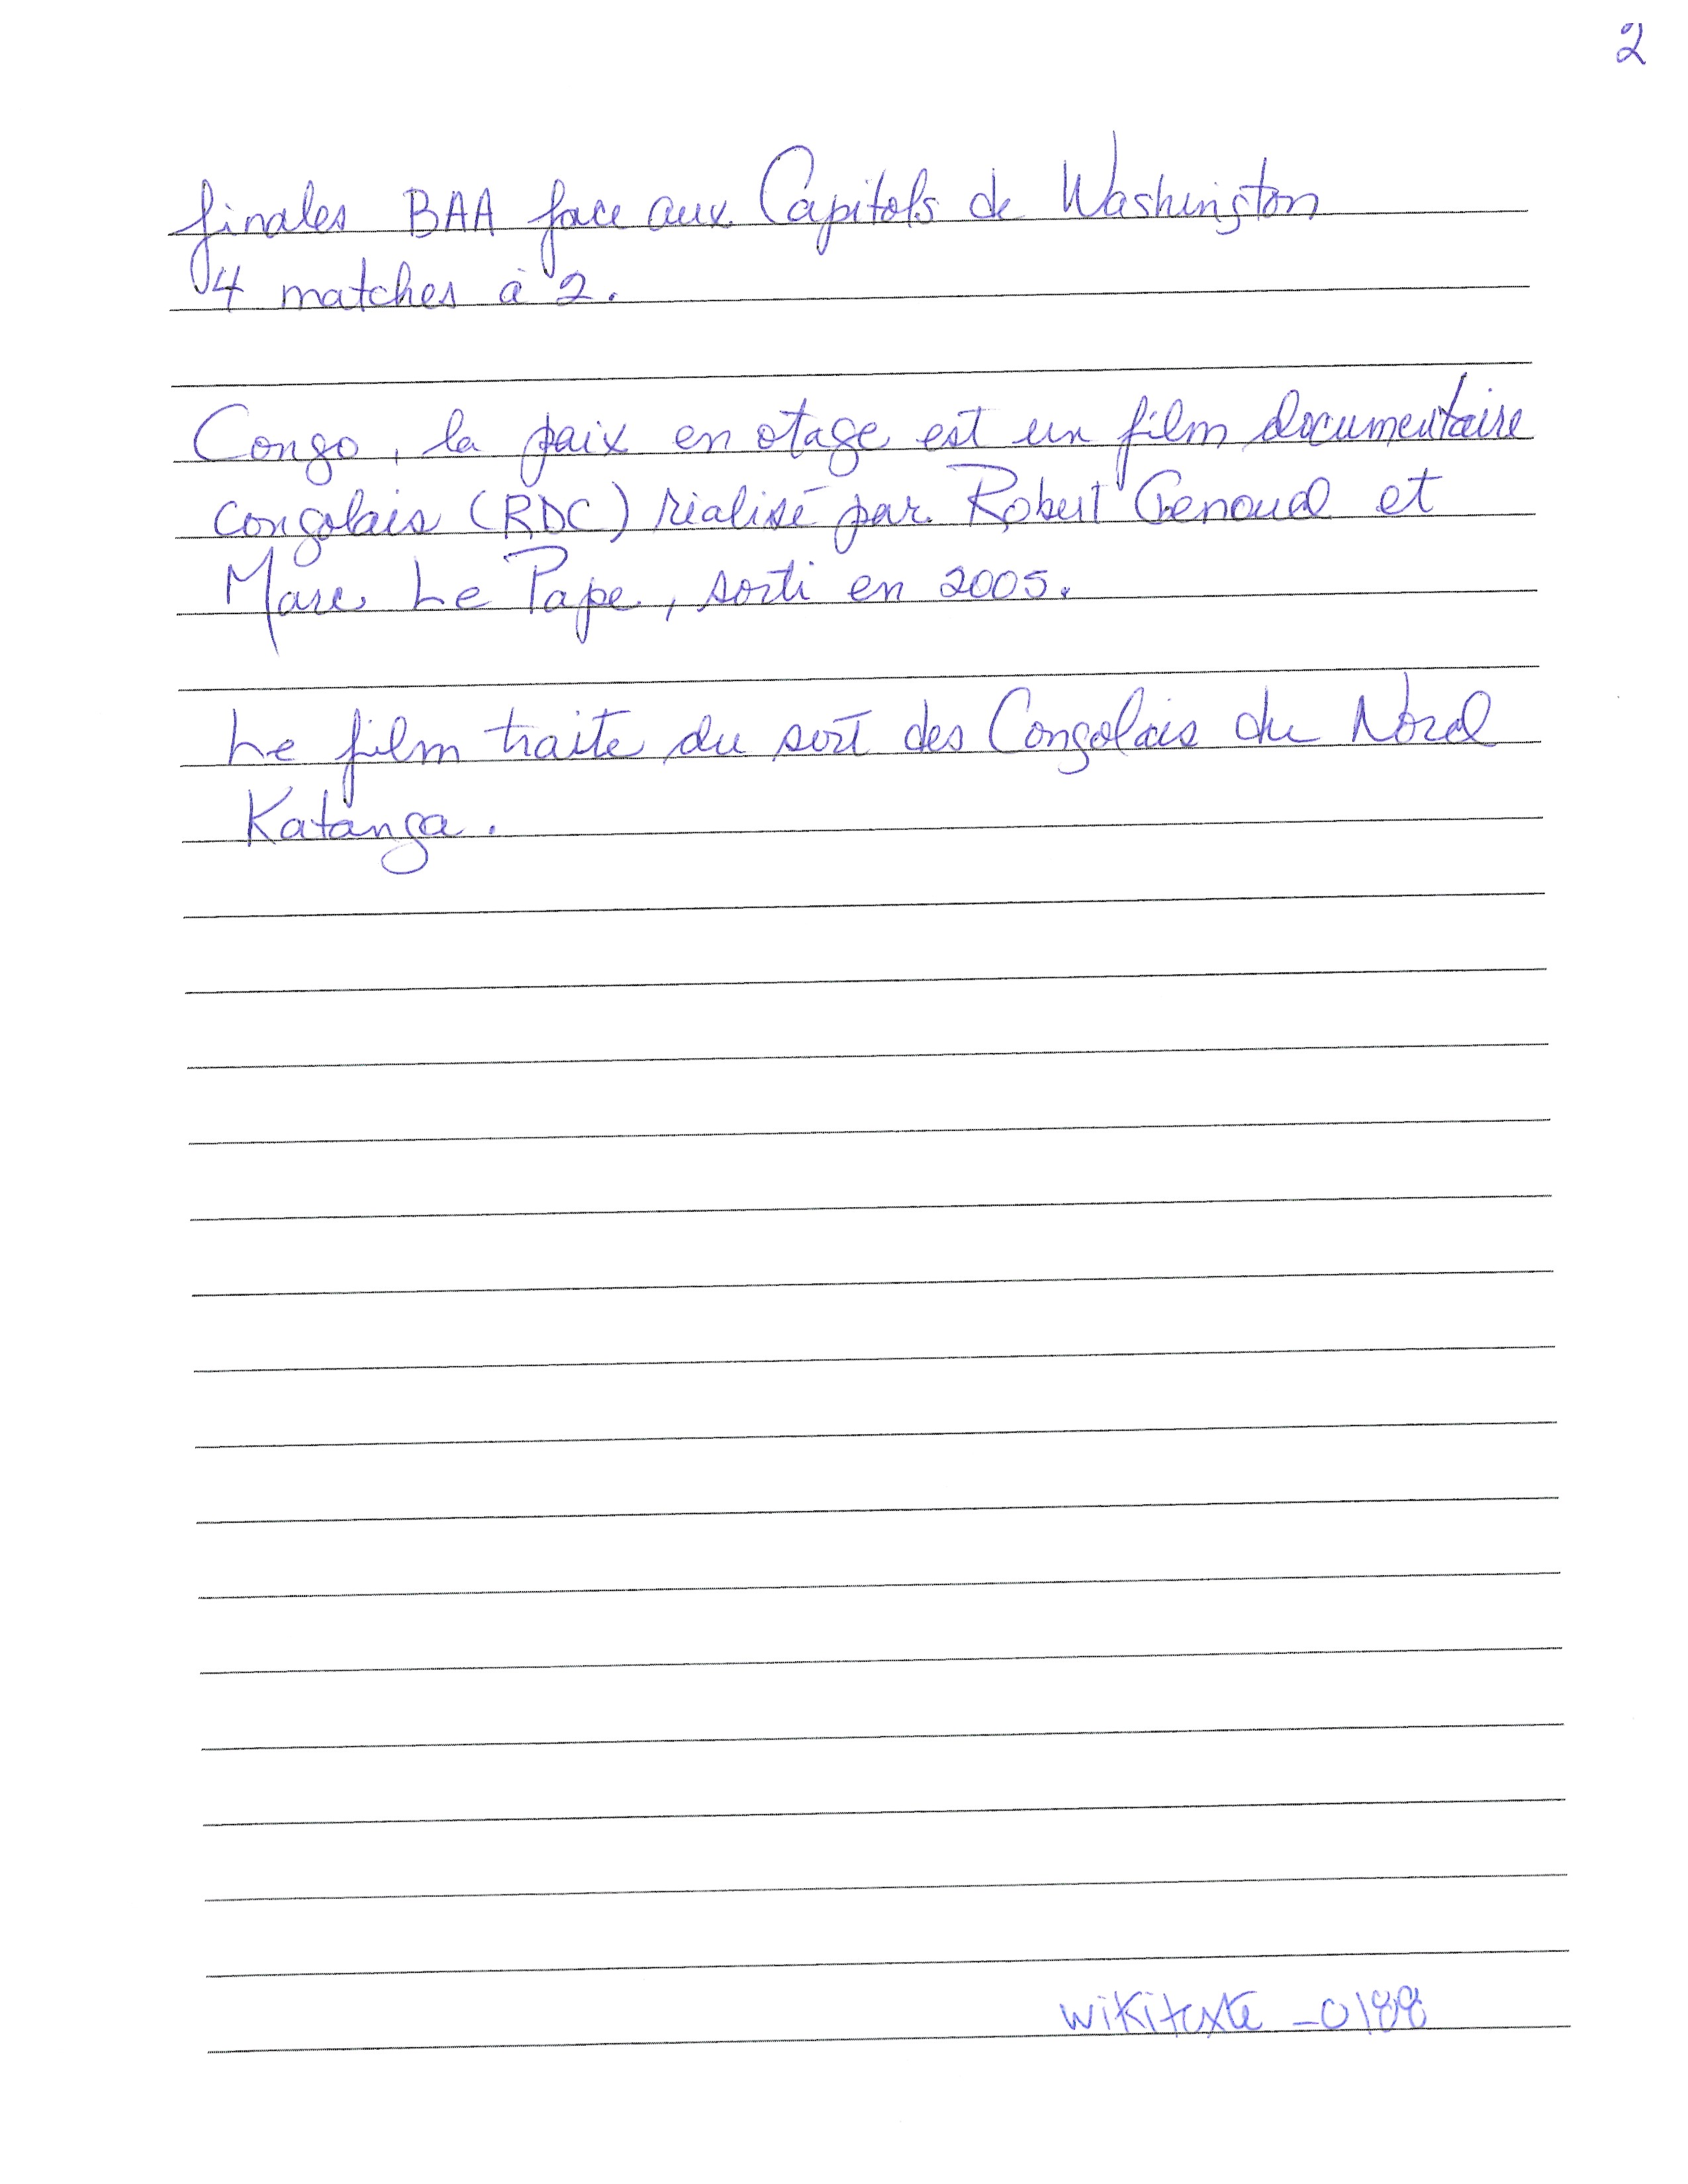 2
finales BAA face aux Capitols de Washington
4 matches à 2.
Congo, la paix en otage est un film documentaire
congolais (RDC) réalisé par Robert Genoud et
Marc Le Pape, sorti en 2005.
Le film traite du sort des Congolais du Nord
Katanga.
wikitexte_0188